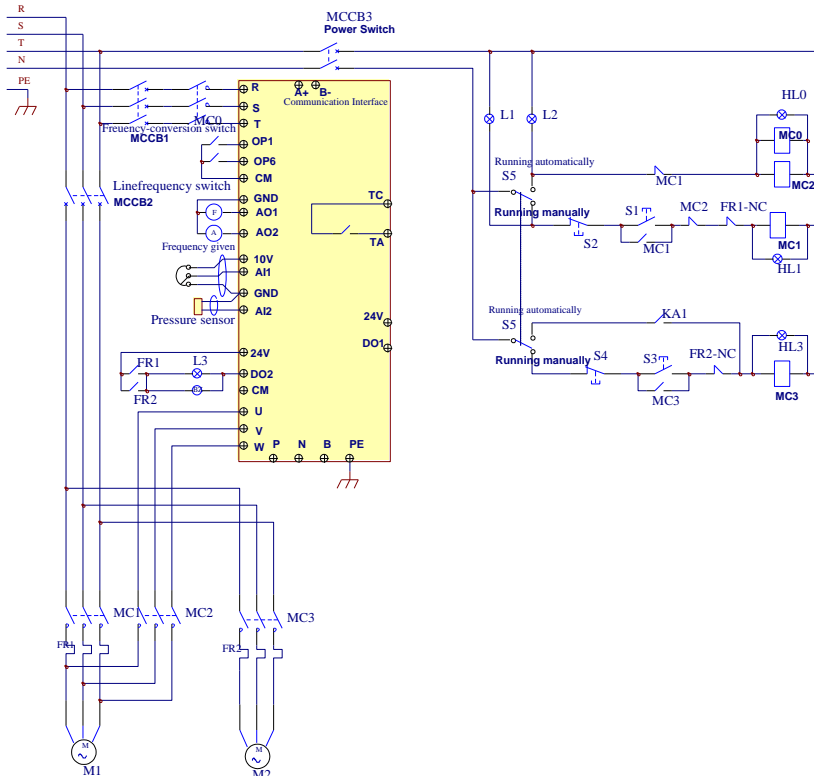 R
S
T
N
PE
MCCB3
Power Switch
A+ B-
Communication Interface
R
S
T
OP1
OP6
CM
GND
AO1
AO2
10V
AI1
GND
AI2
24V
DO2
CM
U
V
W
P N B PE
TC
TA
24V
DO1
MC0
Freuency-conversion switch
MCCB1
Linefrequency switch
MCCB2
F
A
Frequency given
Pressure sensor
FR1 L3
FR2
L1 L2
HL0
MC0
MC2
MC1
Running automatically
S5
Running manually
S2
S1
MC1
MC2 FR1-NC
MC1
HL1
Running automatically
S5
Running manually
KA1
S4
S3
MC3
FR2-NC
HL3
MC3
MC1 MC2 MC3
FR1
FR2
M
M1
M
M2